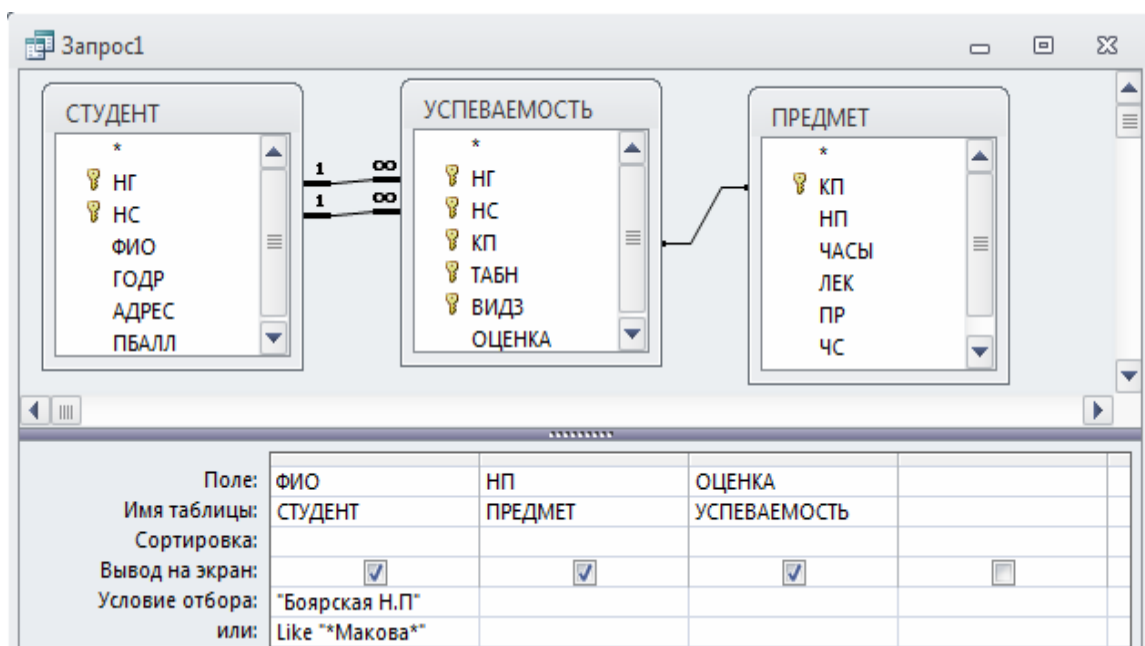 Запрос1
СТУДЕНТ
*
НГ
НС
ФИО
ГОДР
АДРЕС
ПБАЛЛ
1 ∞
1 ∞
УСПЕВАЕМОСТЬ
*
НГ
НС
КП
ТАБН
ВИДЗ
ОЦЕНКА
ПРЕДМЕТ
*
КП
НП
ЧАСЫ
ЛЕК
ПР
ЧС
Поле: ФИО НП ОЦЕНКА
Имя таблицы: СТУДЕНТ ПРЕДМЕТ УСПЕВАЕМОСТЬ
Сортировка:
Вывод на экран:
Условие отбора: "Боярская Н.П"
или: Like "*Макова*"